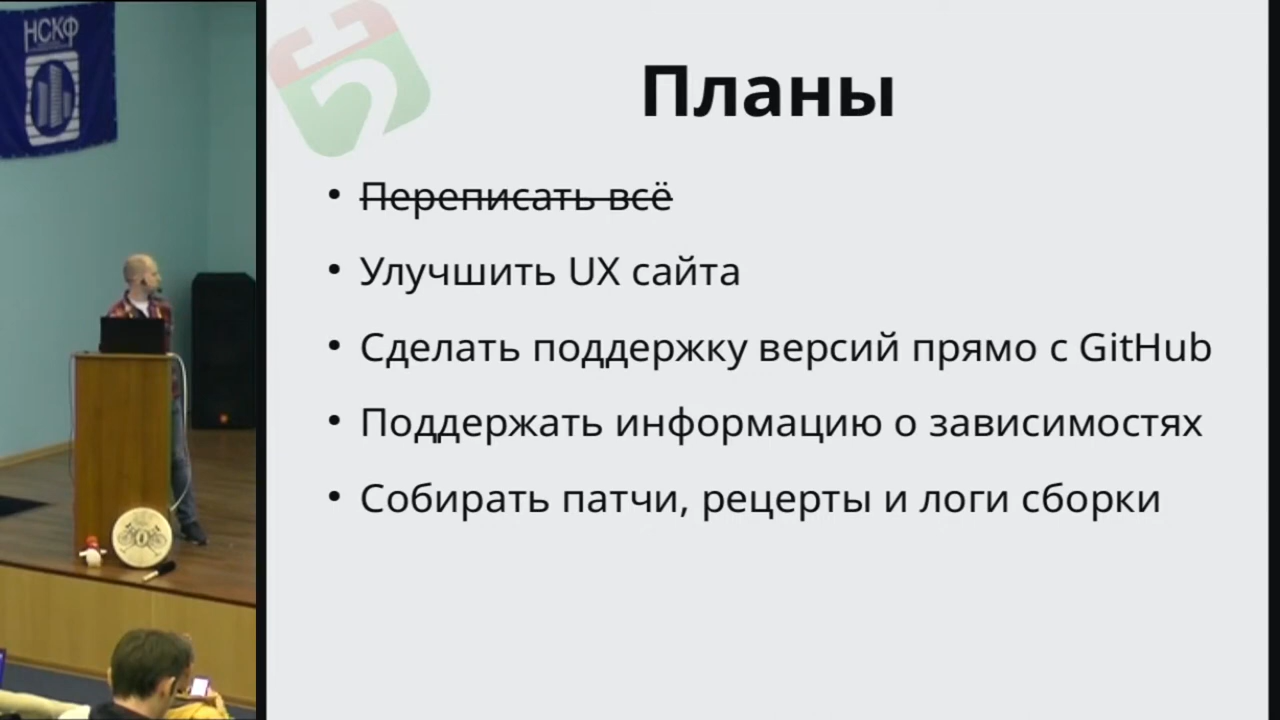 НСКФ
Планы
• Переписать всё
• Улучшить UX сайта
• Сделать поддержку версий прямо с GitHub
• Поддержать информацию о зависимостях
• Собирать патчи, рецерты и логи сборки